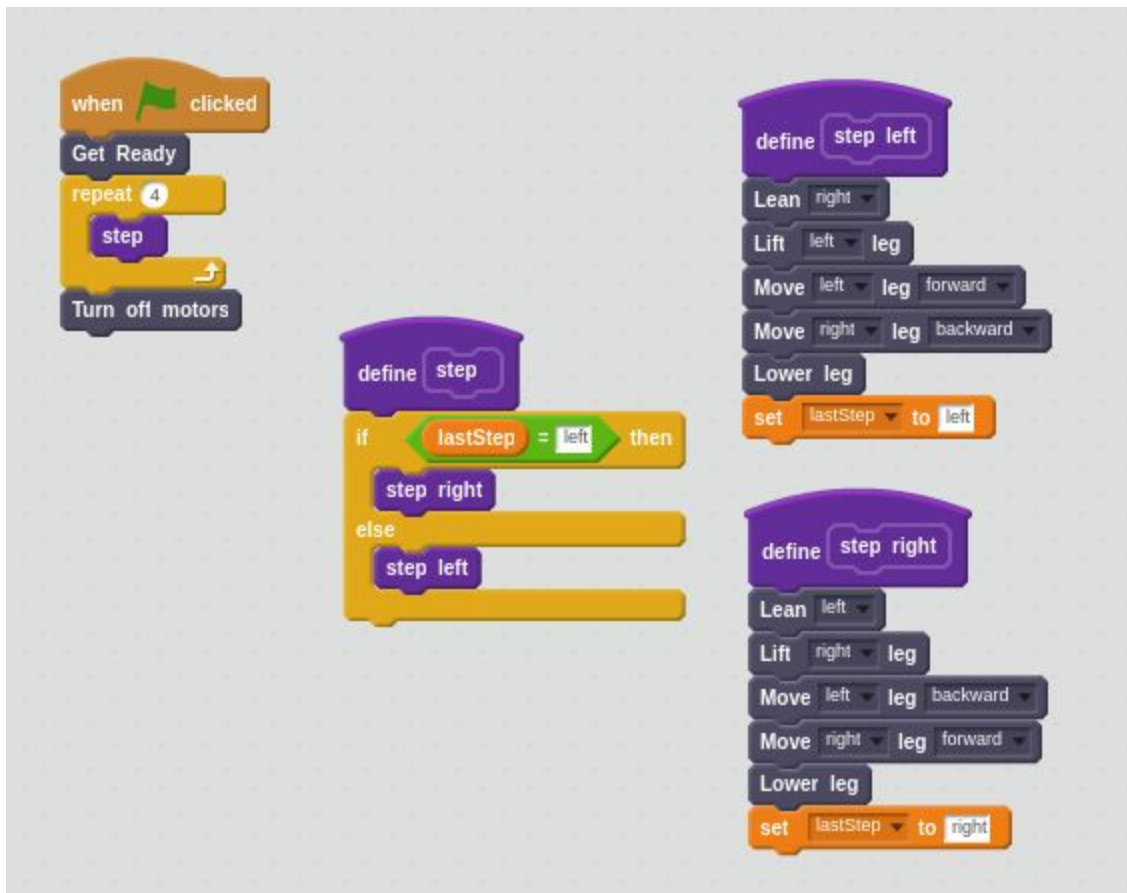 when clicked
Get Ready
repeat 4
step
Turn off motors
define step
if lastStep = left then
step right
else
step left
define step left
Lean right
Lift left leg
Move left leg forward
Move right leg backward
Lower leg
set lastStep to left
define step right
Lean left
Lift right leg
Move left leg backward
Move right leg forward
Lower leg
set lastStep to right